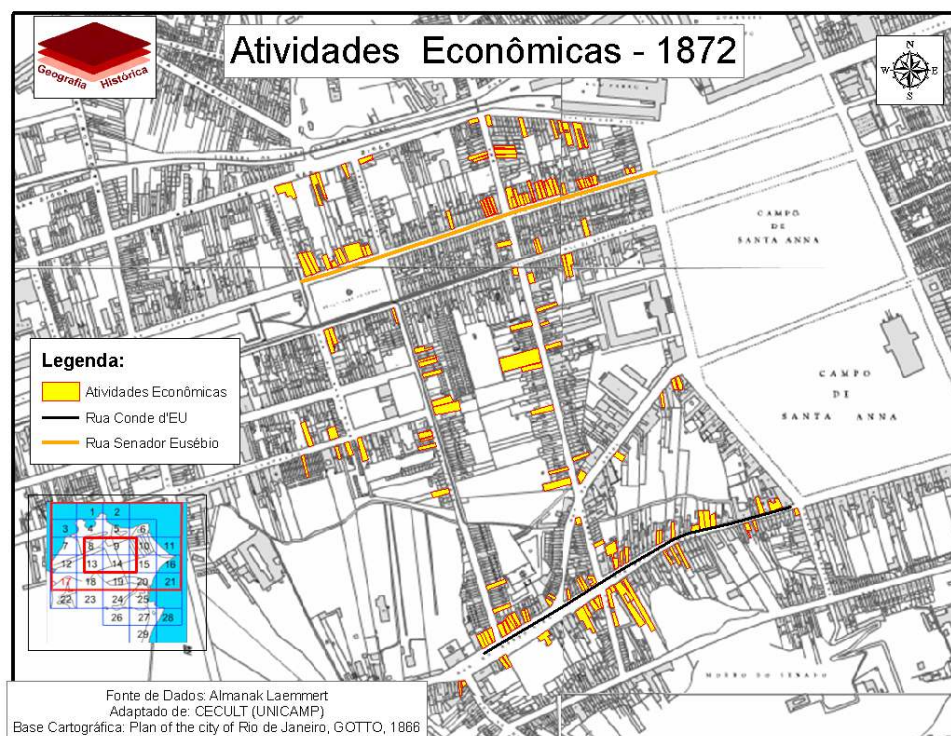 Geografia Histórica
Atividades Econômicas - 1872
N
W E
S
CAMPO
DE
SANTA ANNA
CAMPO
DE
SANTA ANNA
Legenda:
Atividades Econômicas
Rua Conde d'EU
Rua Senador Eusébio
1 2
3 4 5 6
7 8 9 10 11
12 13 14 15 16
17 18 19 20 21
22 23 24 25
26 27 28
29
MORRO DO SENADO
Fonte de Dados: Almanak Laemmert
Adaptado de: CECULT (UNICAMP)
Base Cartográfica: Plan of the city of Rio de Janeiro, GOTTO, 1866